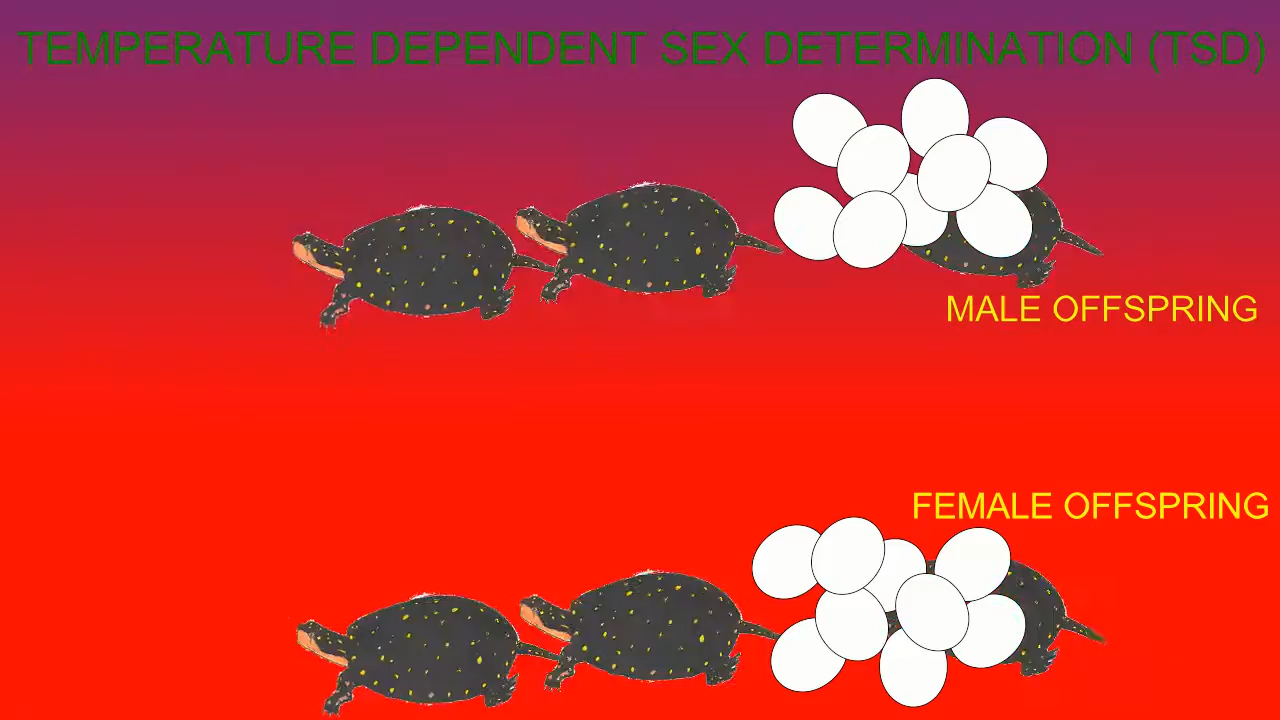 TEMPERATURE DEPENDENT SEX DETERMINATION (TSD)
MALE OFFSPRING
FEMALE OFFSPRING